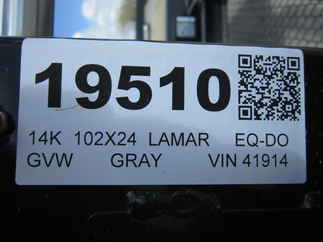 19510
14K 102X24 LAMAR EQ-DO
GVW GRAY VIN 41914